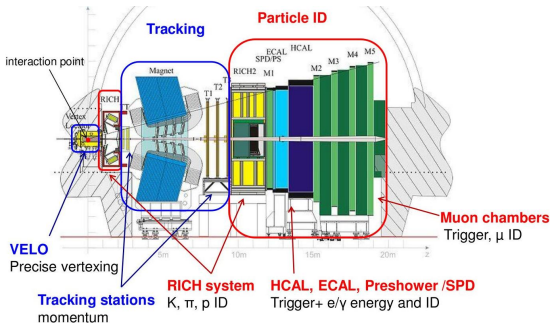 Tracking
Particle ID
interaction point
RICH
Magnet
T1
T2
RICH2
SPD/PS
ECAL
HCAL
M1
M2
M3
M4
M5
Vertex
5m
10m
15m
20m
z
VELO
Precise vertexing
Tracking stations
momentum
RICH system
K, π, p ID
HCAL, ECAL, Preshower /SPD
Trigger+ e/γ energy and ID
Muon chambers
Trigger, μ ID